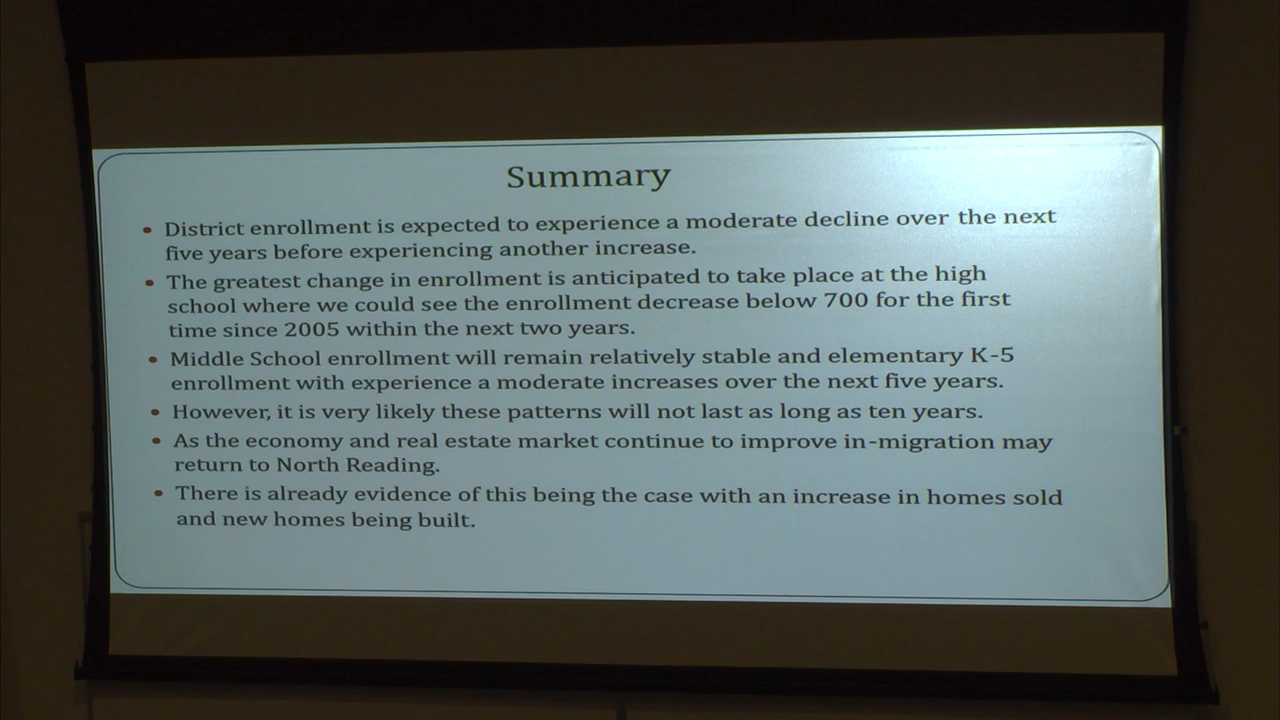 Summary
• District enrollment is expected to experience a moderate decline over the next
five years before experiencing another increase.
• The greatest change in enrollment is anticipated to take place at the high
school where we could see the enrollment decrease below 700 for the first
time since 2005 within the next two years.
• Middle School enrollment will remain relatively stable and elementary K-5
enrollment with experience a moderate increases over the next five years.
• However, it is very likely these patterns will not last as long as ten years.
• As the economy and real estate market continue to improve in-migration may
return to North Reading.
• There is already evidence of this being the case with an increase in homes sold
and new homes being built.